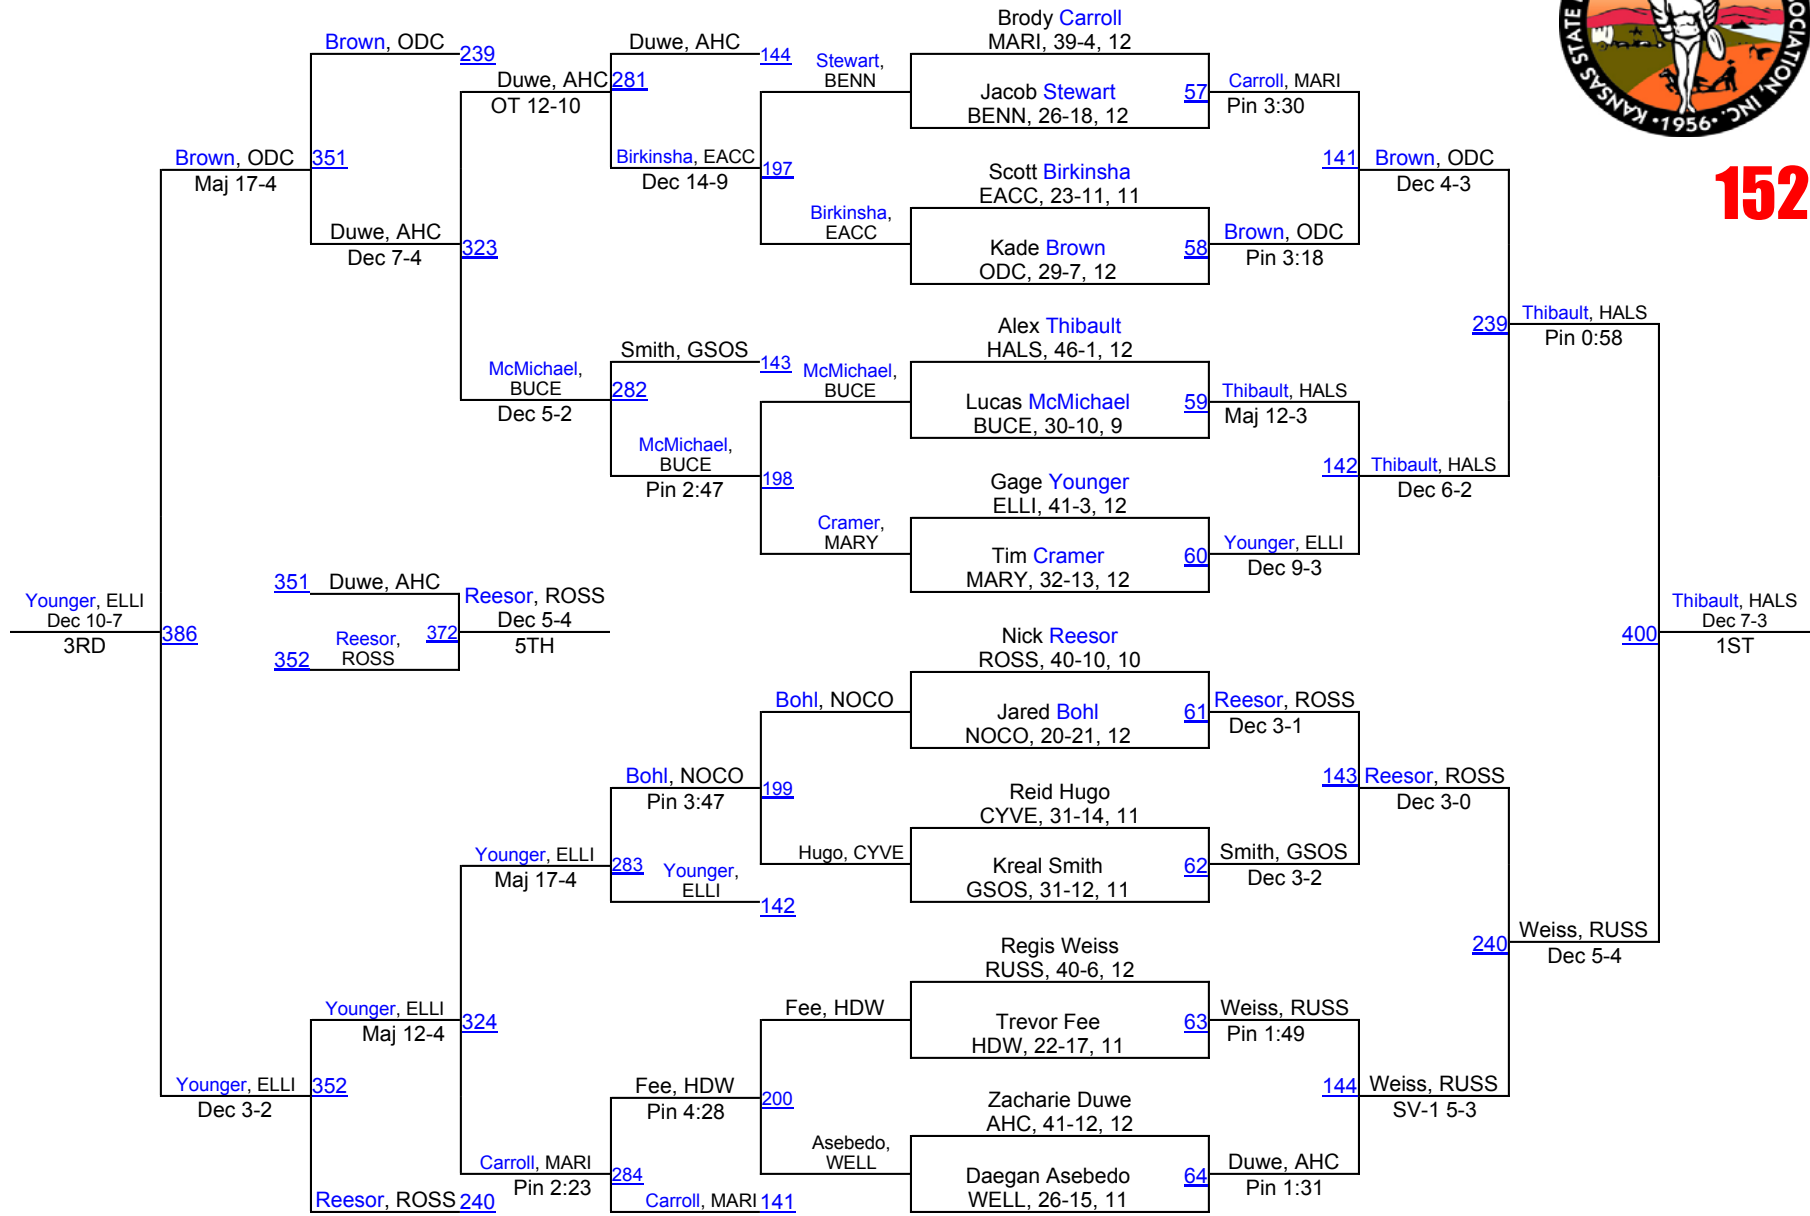 KANSAS STATE
OCIATION, INC.
·1956·
152
Brown, ODC 239
Duwe, AHC 144
Duwe, AHC 281
OT 12-10
Brown, ODC 351
Maj 17-4
Birkinsha, EACC 197
Dec 14-9
Duwe, AHC 323
Dec 7-4
Stewart,
BENN
Birkinsha,
EACC
Smith, GSOS 143
McMichael,
BUCE 282
Dec 5-2
McMichael,
BUCE
Pin 2:47
198
McMichael,
BUCE
Cramer,
MARY
Brody Carroll
MARI, 39-4, 12
Jacob Stewart 57
BENN, 26-18, 12
Scott Birkinsha
EACC, 23-11, 11
Kade Brown 58
ODC, 29-7, 12
Alex Thibault
HALS, 46-1, 12
Lucas McMichael 59
BUCE, 30-10, 9
Gage Younger
ELLI, 41-3, 12
Tim Cramer 60
MARY, 32-13, 12
Carroll, MARI
Pin 3:30
141 Brown, ODC
Dec 4-3
Brown, ODC
Pin 3:18
239 Thibault, HALS
Pin 0:58
Thibault, HALS
Maj 12-3
142 Thibault, HALS
Dec 6-2
Younger, ELLI
Dec 9-3
Younger, ELLI
Dec 10-7
3RD
386
351 Duwe, AHC
352 Reesor,
ROSS
372
Reesor, ROSS
Dec 5-4
5TH
400
Thibault, HALS
Dec 7-3
1ST
Nick Reesor
ROSS, 40-10, 10
Jared Bohl 61
NOCO, 20-21, 12
Reid Hugo
CYVE, 31-14, 11
Kreal Smith 62
GSOS, 31-12, 11
Regis Weiss
RUSS, 40-6, 12
Trevor Fee 63
HDW, 22-17, 11
Zacharie Duwe
AHC, 41-12, 12
Daegan Asebedo 64
WELL, 26-15, 11
Bohl, NOCO
Bohl, NOCO 199
Pin 3:47
Hugo, CYVE
Younger, ELLI 283
Maj 17-4
Younger,
ELLI
142
Younger, ELLI 324
Maj 12-4
Fee, HDW
Fee, HDW 200
Pin 4:28
Asebedo,
WELL
Younger, ELLI 352
Dec 3-2
Carroll, MARI 284
Pin 2:23
Carroll, MARI 141
Reesor, ROSS 240
Reesor, ROSS
Dec 3-1
143 Reesor, ROSS
Dec 3-0
Smith, GSOS
Dec 3-2
240 Weiss, RUSS
Dec 5-4
Weiss, RUSS
Pin 1:49
144 Weiss, RUSS
SV-1 5-3
Duwe, AHC
Pin 1:31